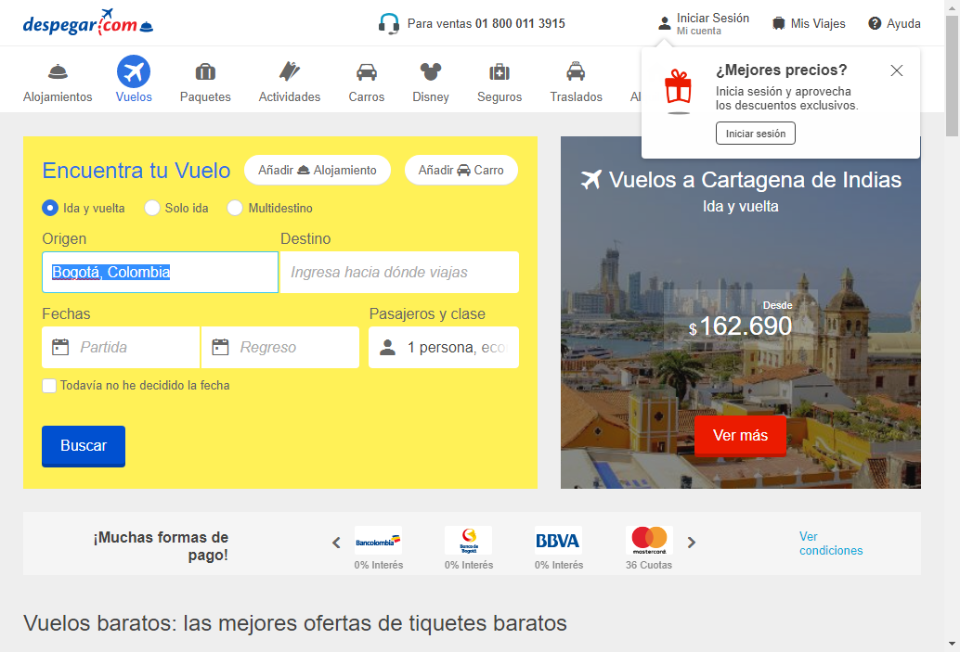 despegar.com
Para ventas 01 800 011 3915
Iniciar Sesión
Mi cuenta
Mis Viajes
Ayuda
Alojamientos
Vuelos
Paquetes
Actividades
Carros
Disney
Seguros
Traslados
¿Mejores precios?
Inicia sesión y aprovecha
los descuentos exclusivos.
Iniciar sesión
Encuentra tu Vuelo
Añadir Alojamiento
Añadir Carro
Ida y vuelta
Solo ida
Multidestino
Origen
Destino
Bogotá, Colombia
Ingresa hacia dónde viajas
Fechas
Pasajeros y clase
Partida
Regreso
1 persona, eco
Todavía no he decidido la fecha
Buscar
Vuelos a Cartagena de Indias
Ida y vuelta
Desde
$ 162.690
Ver más
¡Muchas formas de
pago!
Bancolombia
0% Interés
Banco de
Bogotá
0% Interés
BBVA
0% Interés
mastercard
36 Cuotas
Ver
condiciones
Vuelos baratos: las mejores ofertas de tiquetes baratos